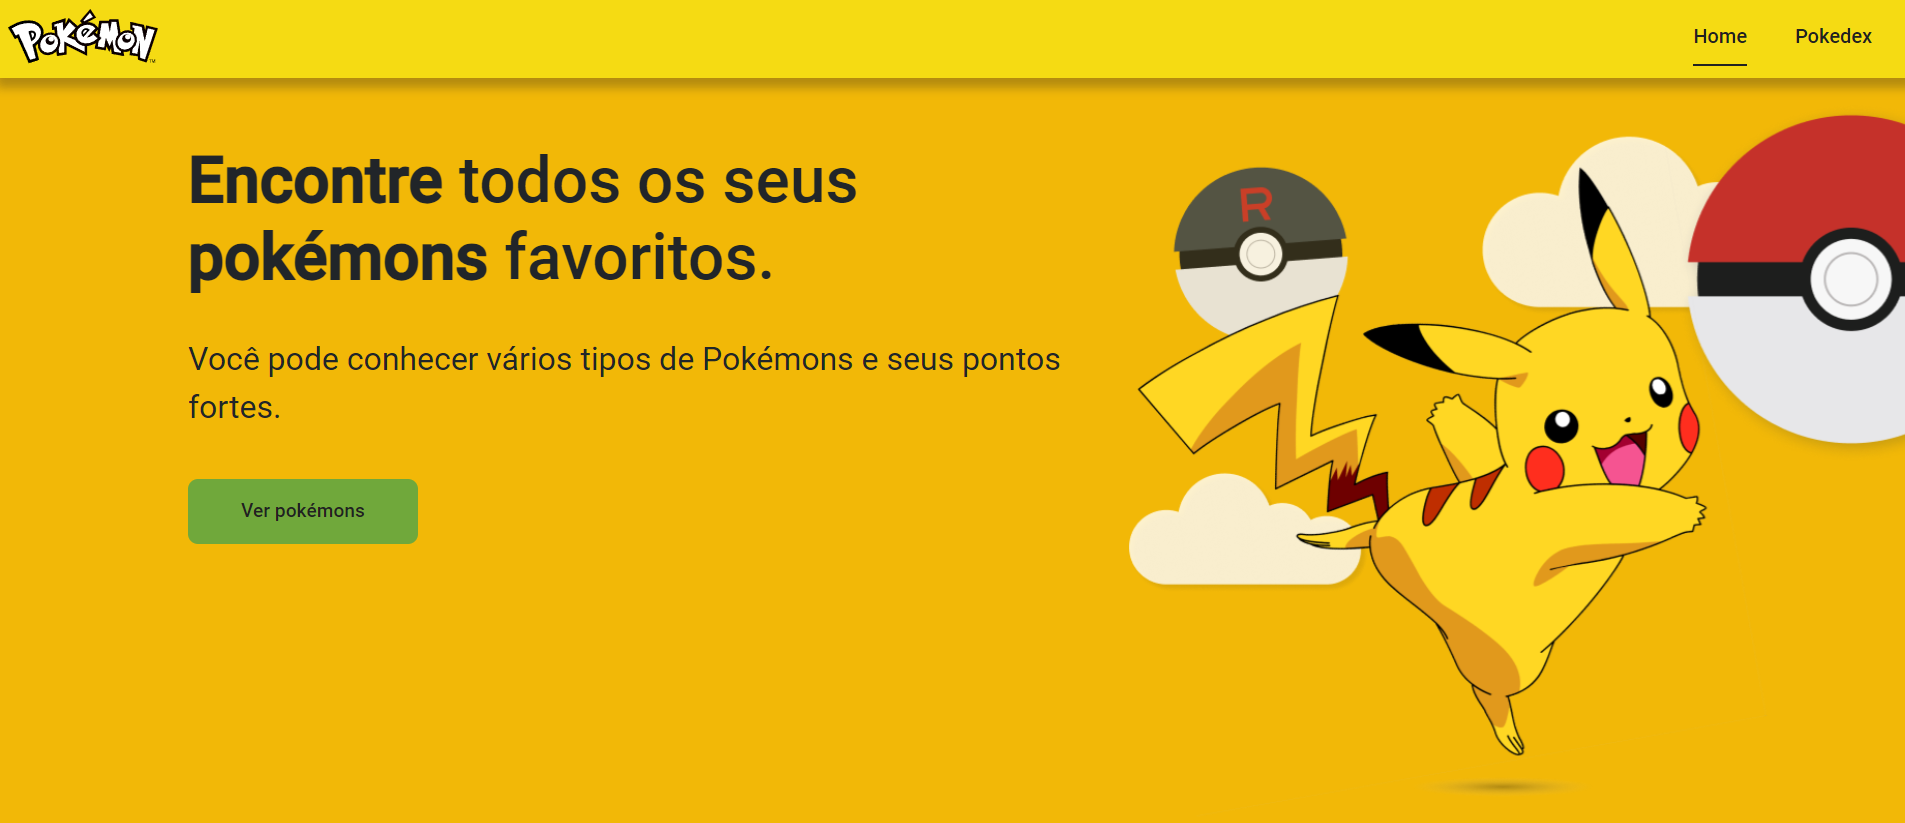 POKéMON
TM
Home
Pokedex
R
Encontre todos os seus
pokémons favoritos.
Você pode conhecer vários tipos de Pokémons e seus pontos
fortes.
Ver pokémons